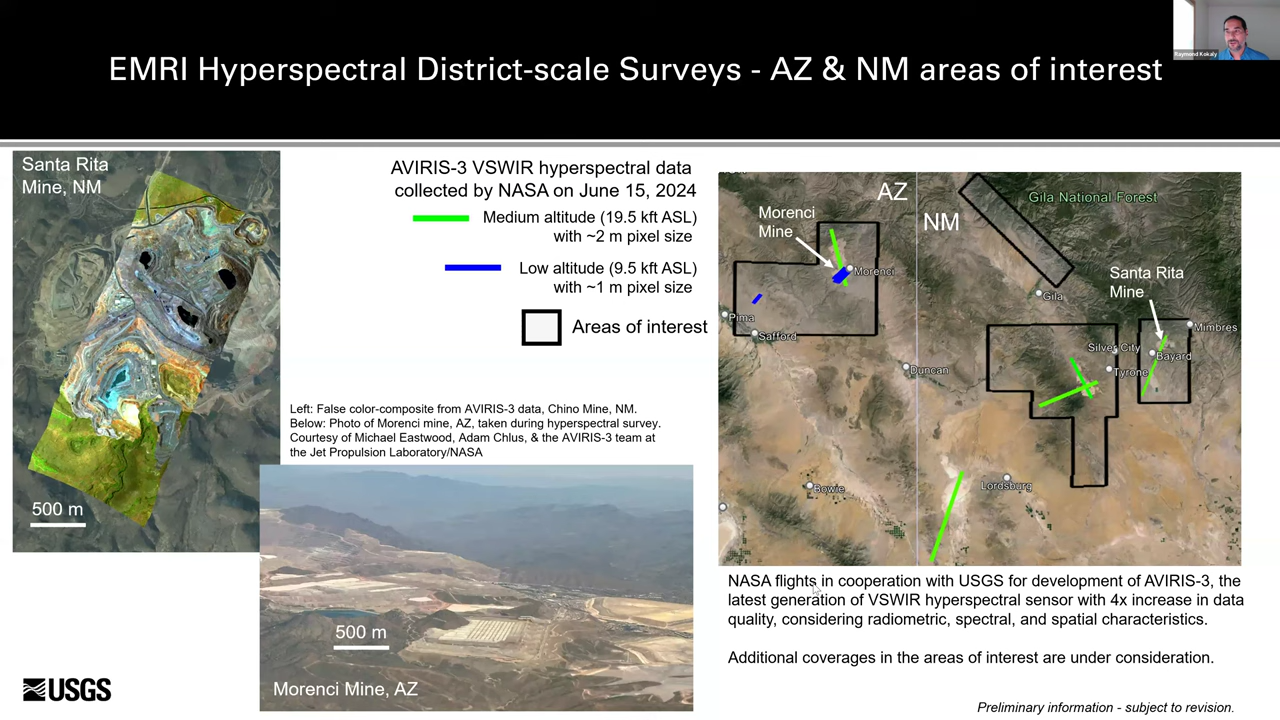 Raymond Kokaly
EMRI Hyperspectral District-scale Surveys - AZ & NM areas of interest
Santa Rita
Mine, NM
500 m
AVIRIS-3 VSWIR hyperspectral data
collected by NASA on June 15, 2024
Medium altitude (19.5 kft ASL)
with ~2 m pixel size
Low altitude (9.5 kft ASL)
with ~1 m pixel size
Areas of interest
Left: False color-composite from AVIRIS-3 data, Chino Mine, NM.
Below: Photo of Morenci mine, AZ, taken during hyperspectral survey.
Courtesy of Michael Eastwood, Adam Chlus, & the AVIRIS-3 team at
the Jet Propulsion Laboratory/NASA
500 m
Morenci Mine, AZ
AZ
NM
Gila National Forest
Morenci
Mine
Morenci
Santa Rita
Mine
Gila
Pima
Safford
Mimbres
Silver City
Bayard
Tyrone
Duncan
Bowie
Lordsburg
NASA flights in cooperation with USGS for development of AVIRIS-3, the
latest generation of VSWIR hyperspectral sensor with 4x increase in data
quality, considering radiometric, spectral, and spatial characteristics.
Additional coverages in the areas of interest are under consideration.
USGS
Preliminary information - subject to revision.